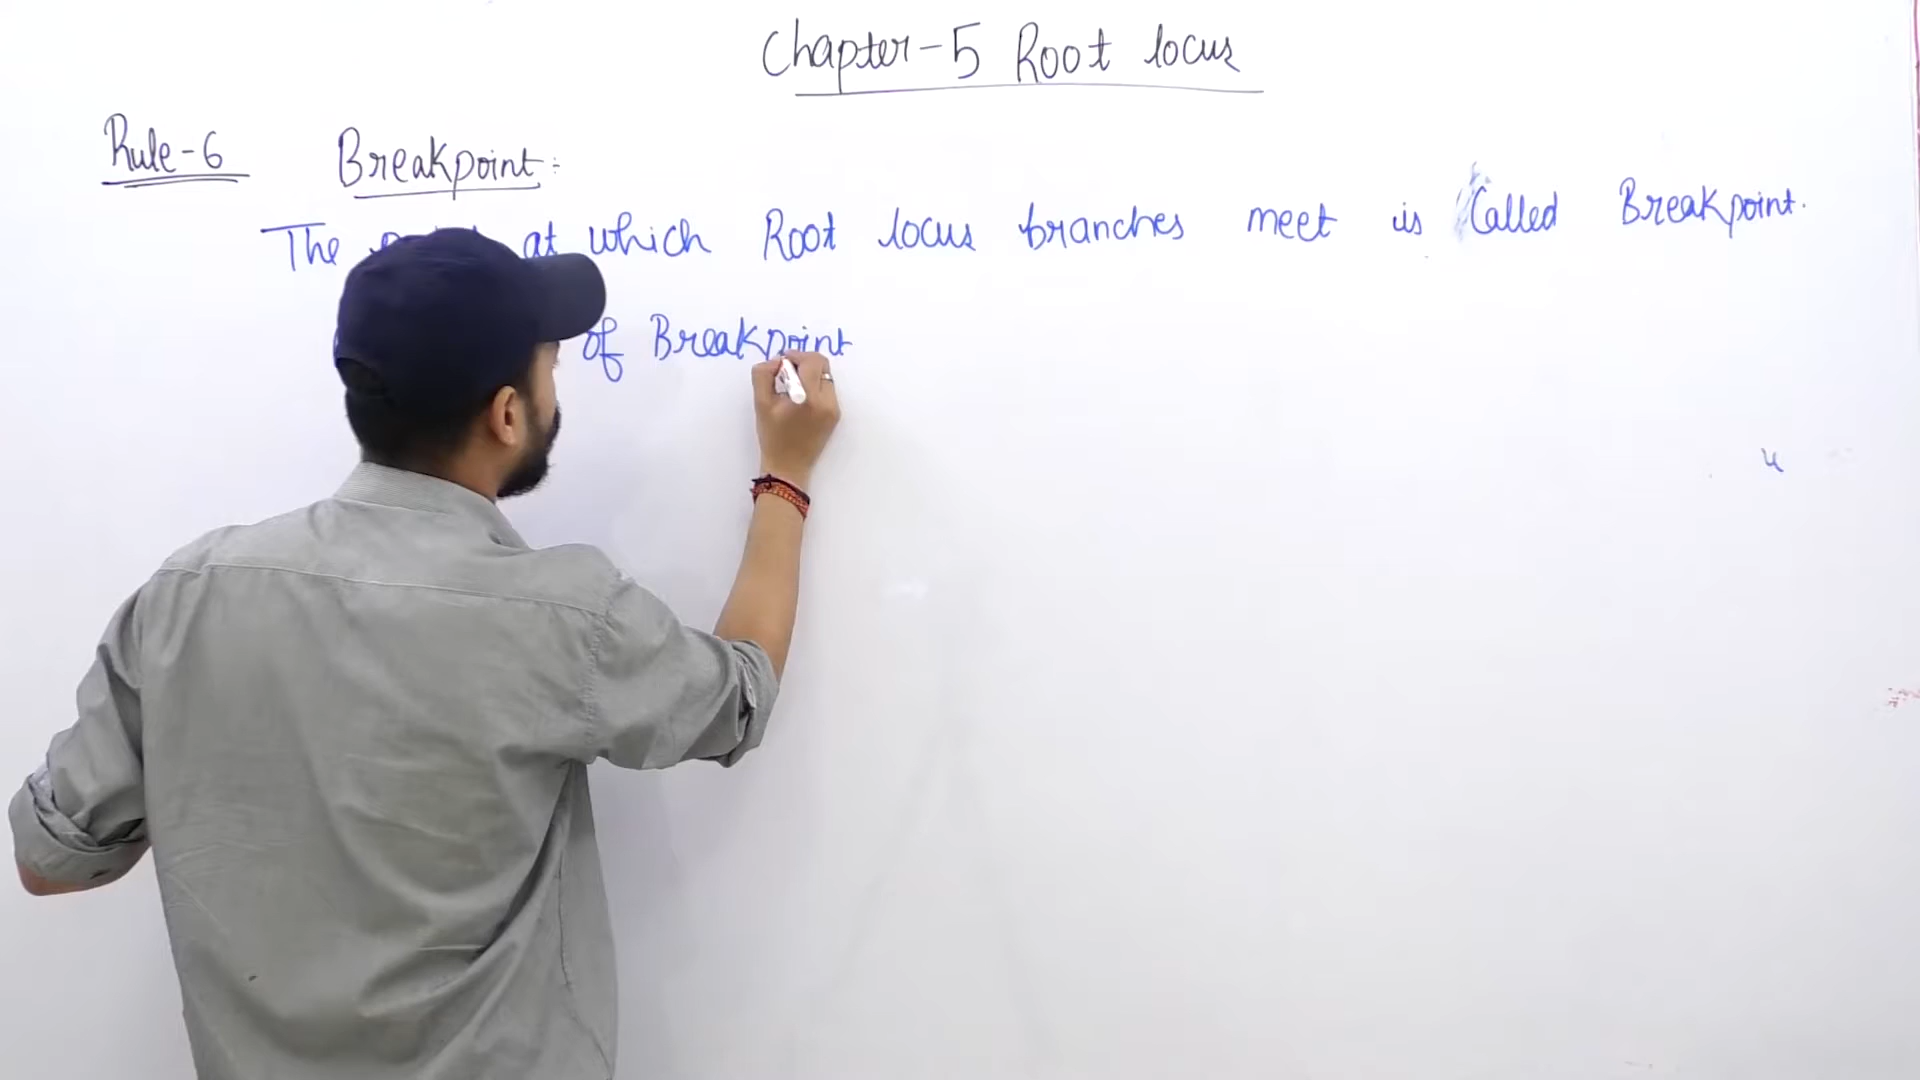 Chapter-5 Root locus
Rule-6 Breakpoint:
The at which Root locus branches meet is Called Breakpoint.
of Breakpoint